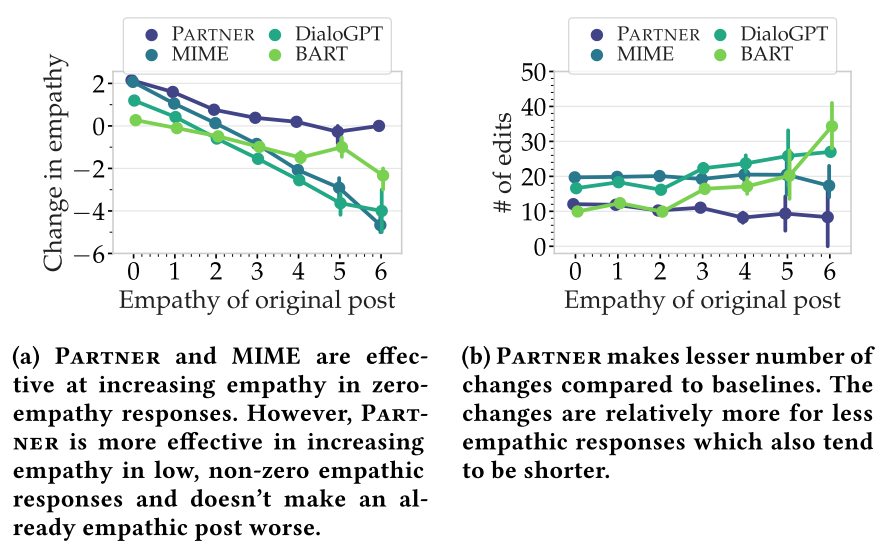 PARTNER DialoGPT
MIME BART
2
0
−2
−4
−6
Change in empathy
0 1 2 3 4 5 6
Empathy of original post
(a) PARTNER and MIME are effec-
tive at increasing empathy in zero-
empathy responses. However, PART-
NER is more effective in increasing
empathy in low, non-zero empathic
responses and doesn't make an al-
ready empathic post worse.
PARTNER DialoGPT
MIME BART
50
40
30
20
10
0
# of edits
0 1 2 3 4 5 6
Empathy of original post
(b) PARTNER makes lesser number of
changes compared to baselines. The
changes are relatively more for less
empathic responses which also tend
to be shorter.